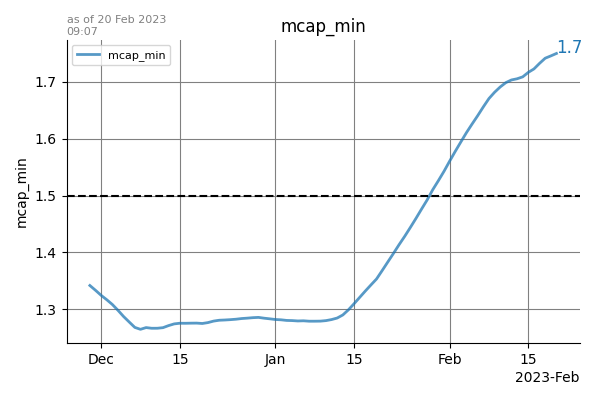 as of 20 Feb 2023
09:07
mcap_min
mcap_min
1.7
1.7
1.6
1.5
1.4
1.3
mcap_min
Dec 15 Jan 15 Feb 15
2023-Feb